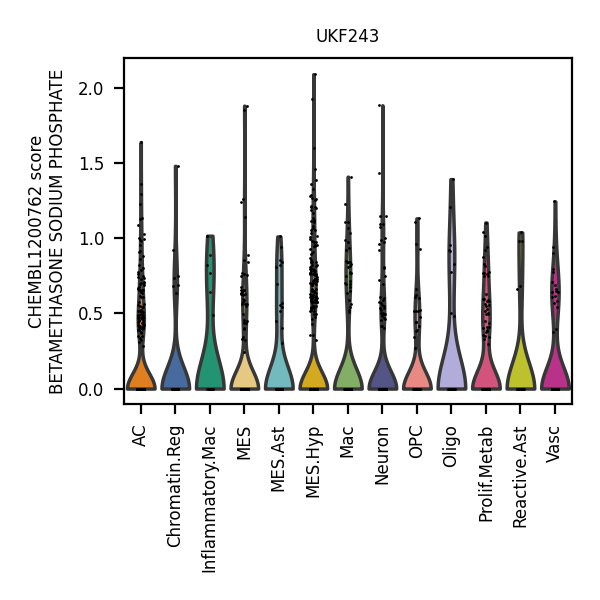 UKF243
CHEMBL1200762 score
BETAMETHASONE SODIUM PHOSPHATE
2.0
1.5
1.0
0.5
0.0
AC
Chromatin.Reg
Inflammatory.Mac
MES
MES.Ast
MES.Hyp
Mac
Neuron
OPC
Oligo
Prolif.Metab
Reactive.Ast
Vasc